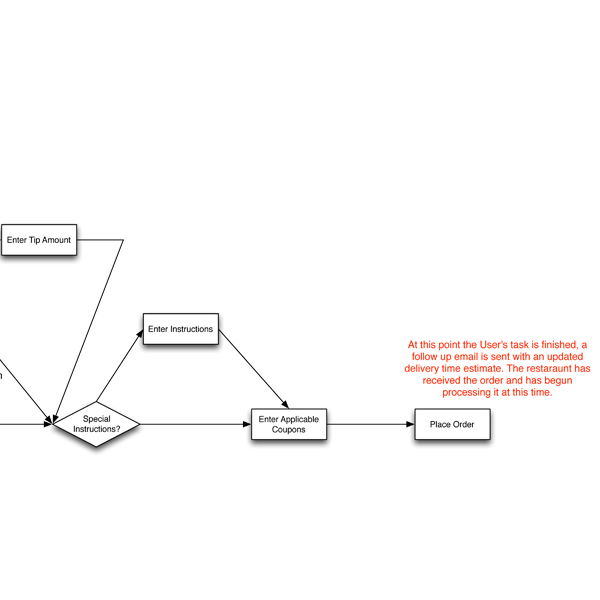 Enter Tip Amount
Enter Instructions
At this point the User's task is finished, a
follow up email is sent with an updated
delivery time estimate. The restaraunt has
received the order and has begun
processing it at this time.
Special
Instructions?
Enter Applicable
Coupons
Place Order